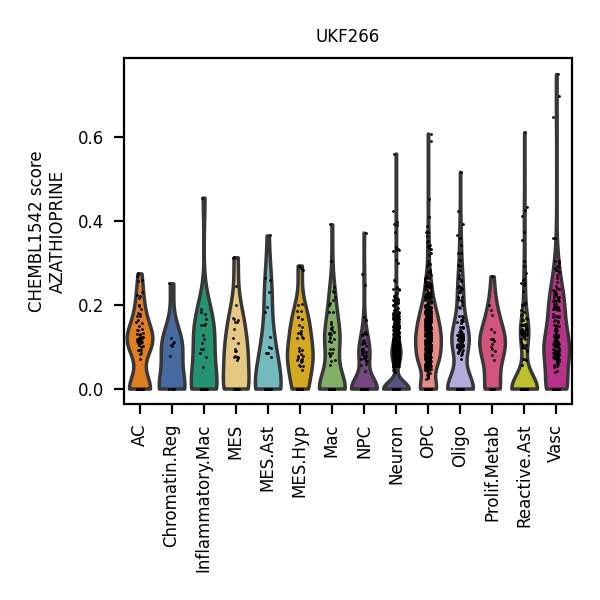 UKF266
CHEMBL1542 score
AZATHIOPRINE
0.6
0.4
0.2
0.0
AC
Chromatin.Reg
Inflammatory.Mac
MES
MES.Ast
MES.Hyp
Mac
NPC
Neuron
OPC
Oligo
Prolif.Metab
Reactive.Ast
Vasc